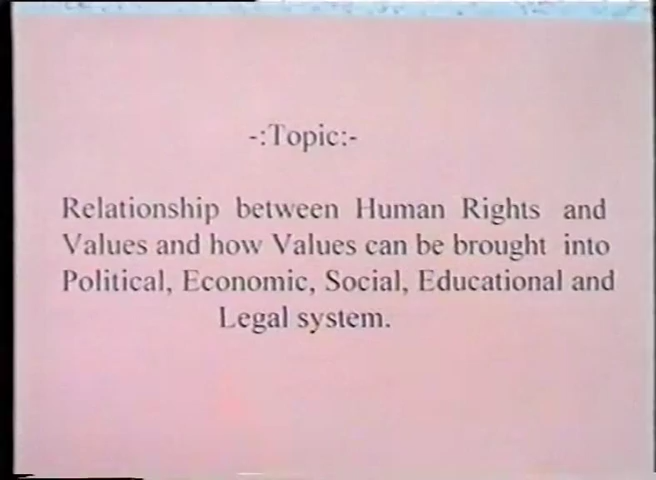 -:Topic:-
Relationship between Human Rights and
Values and how Values can be brought into
Political, Economic, Social, Educational and
Legal system.